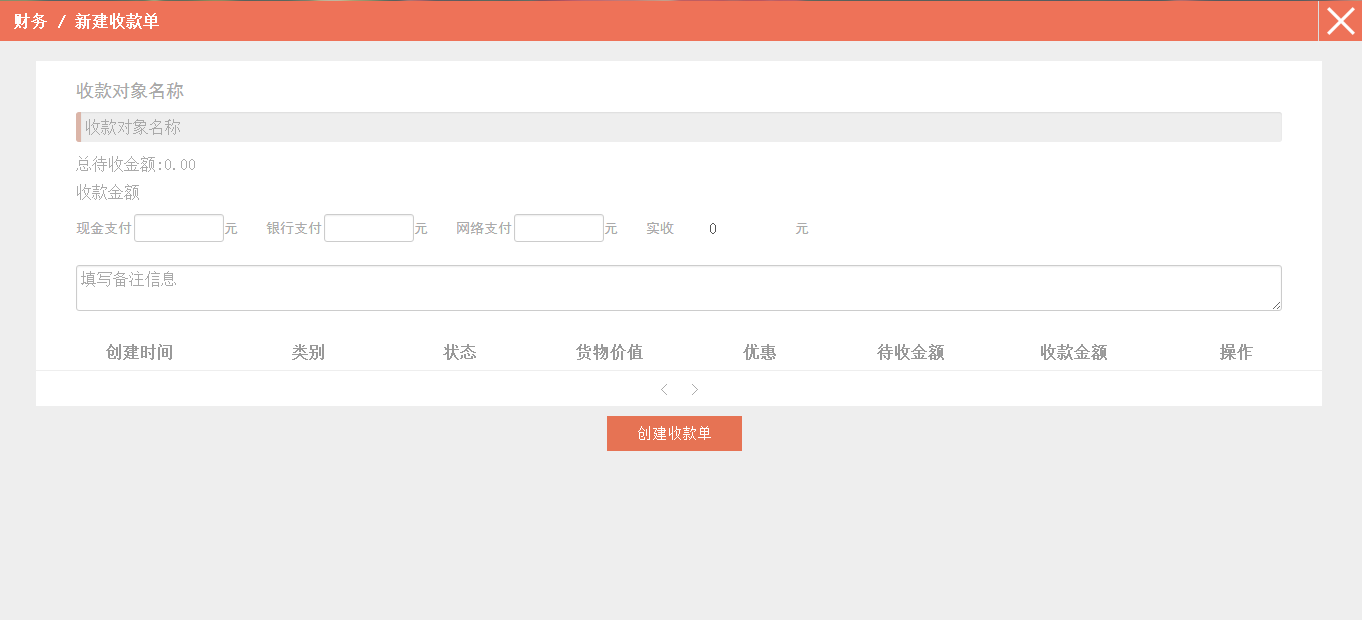 财务 / 新建收款单
收款对象名称
收款对象名称
总待收金额:0.00
收款金额
现金支付 元 银行支付 元 网络支付 元 实收 0 元
填写备注信息
创建时间 类别 状态 货物价值 优惠 待收金额 收款金额 操作
创建收款单